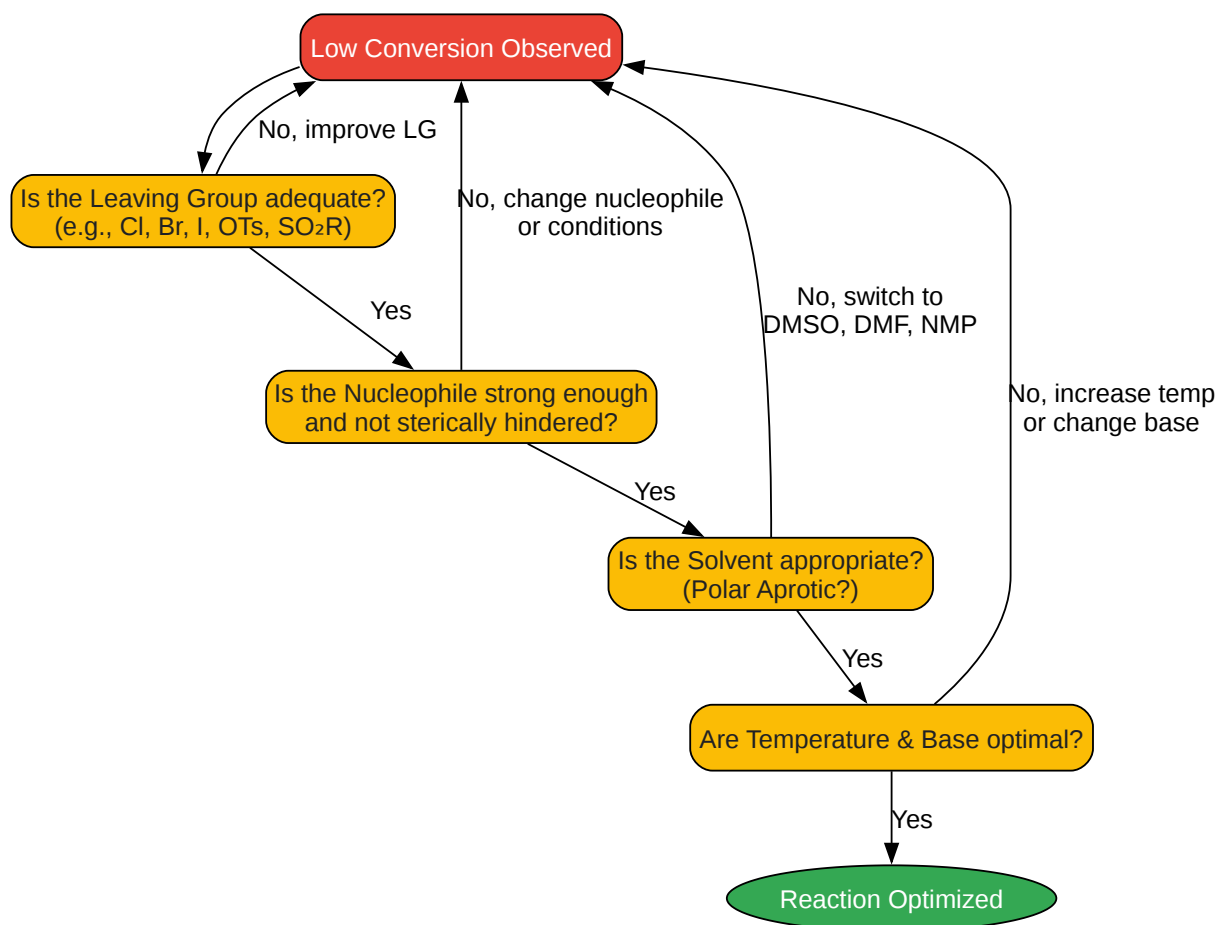 Low Conversion Observed
No, improve LG
Is the Leaving Group adequate?
(e.g., Cl, Br, I, OTs, SO₂R)
No, change nucleophile
or conditions
Yes
No, switch to
DMSO, DMF, NMP
Is the Nucleophile strong enough
and not sterically hindered?
No, increase temp
or change base
Yes
Is the Solvent appropriate?
(Polar Aprotic?)
Yes
Are Temperature & Base optimal?
Yes
Reaction Optimized